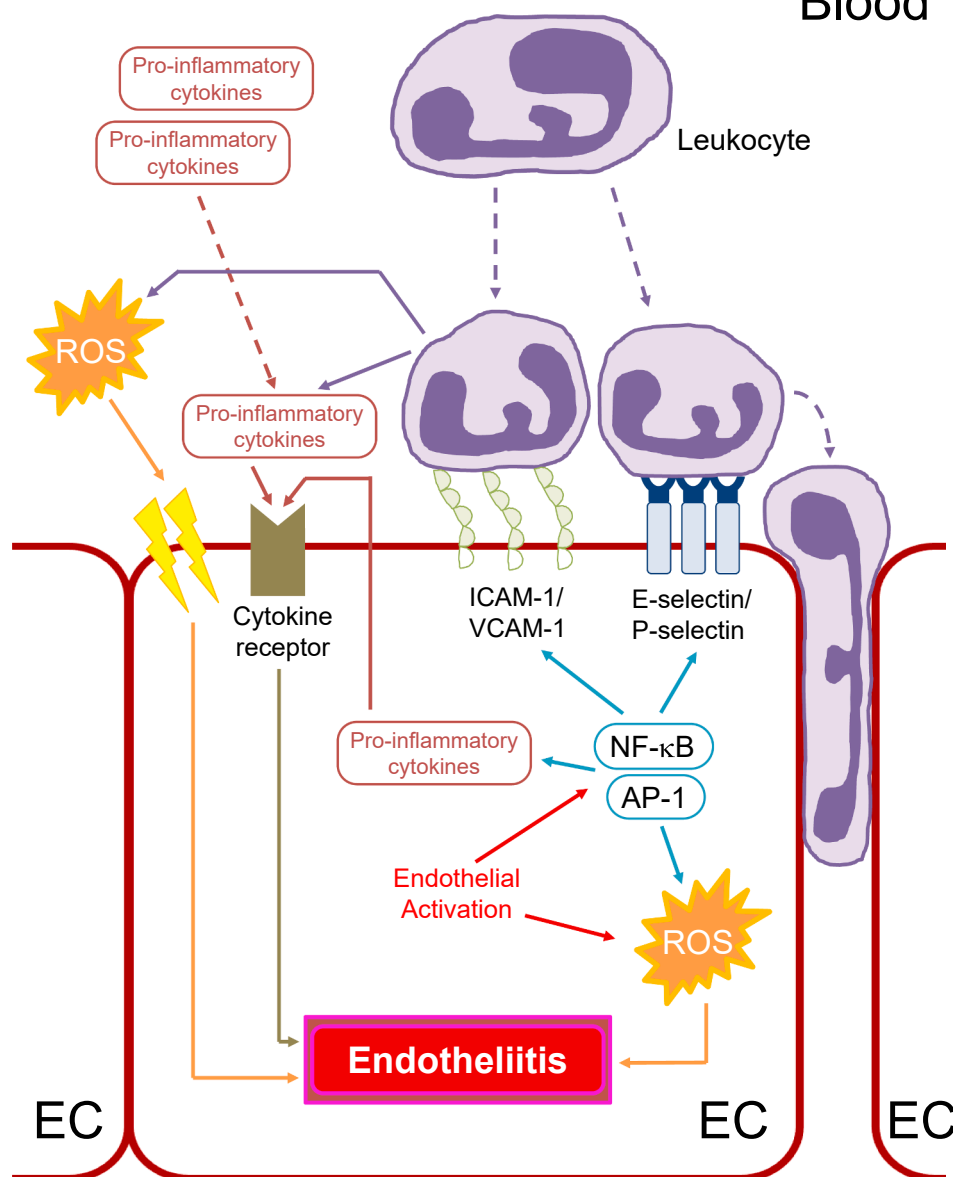 Blood
Pro-inflammatory
cytokines
Pro-inflammatory
cytokines
Leukocyte
ROS
Pro-inflammatory
cytokines
Cytokine
receptor
ICAM-1/
VCAM-1
E-selectin/
P-selectin
Pro-inflammatory
cytokines
NF-κB
AP-1
Endothelial
Activation
ROS
Endotheliitis
EC
EC
EC